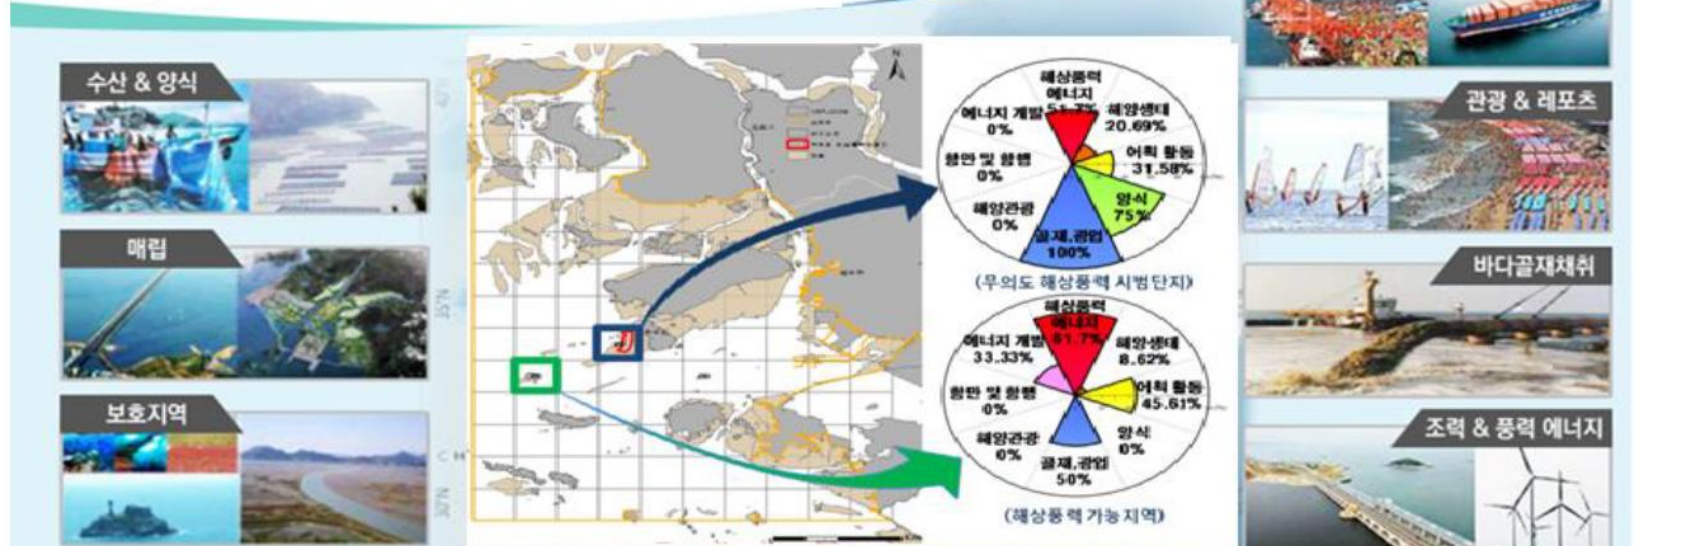 수산 & 양식
매립
보호지역
N
해상풍력
에너지
에너지 개발
0%
해양생태
20.69%
어획 활동
31.58%
항만 및 항행
0%
양식
75%
해양관광
0%
골재,광업
100%
(무의도 해상풍력 시범단지)
해상풍력
에너지
에너지 개발
33.33%
해양생태
8.62%
어획 활동
45.61%
항만 및 항행
0%
양식
0%
해양관광
0%
골재,광업
50%
(해상풍력 가능지역)
관광 & 레포츠
바다골재채취
조력 & 풍력 에너지